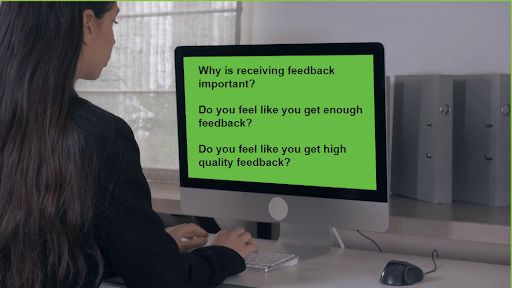 Why is receiving feedback
important?
Do you feel like you get enough
feedback?
Do you feel like you get high
quality feedback?